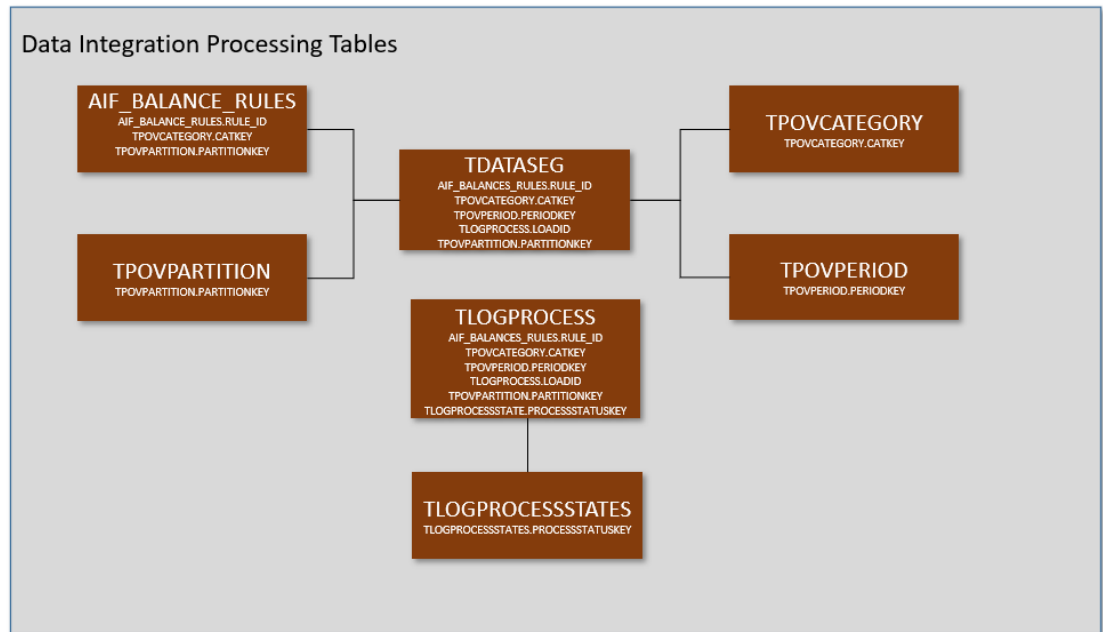 Data Integration Processing Tables
AIF_BALANCE_RULES
AIF_BALANCE_RULES.RULE_ID
TPOVCATEGORY.CATKEY
TPOVPARTITION.PARTITIONKEY
TPOVPARTITION
TPOVPARTITION.PARTITIONKEY
TDATASEG
AIF_BALANCES_RULES.RULE_ID
TPOVCATEGORY.CATKEY
TPOVPERIOD.PERIODKEY
TLOGPROCESS.LOADID
TPOVPARTITION.PARTITIONKEY
TPOVCATEGORY
TPOVCATEGORY.CATKEY
TPOVPERIOD
TPOVPERIOD.PERIODKEY
TLOGPROCESS
AIF_BALANCES_RULES.RULE_ID
TPOVCATEGORY.CATKEY
TPOVPERIOD.PERIODKEY
TLOGPROCESS.LOADID
TPOVPARTITION.PARTITIONKEY
TLOGPROCESSSTATE.PROCESSSTATUSKEY
TLOGPROCESSSTATES
TLOGPROCESSSTATES.PROCESSSTATUSKEY